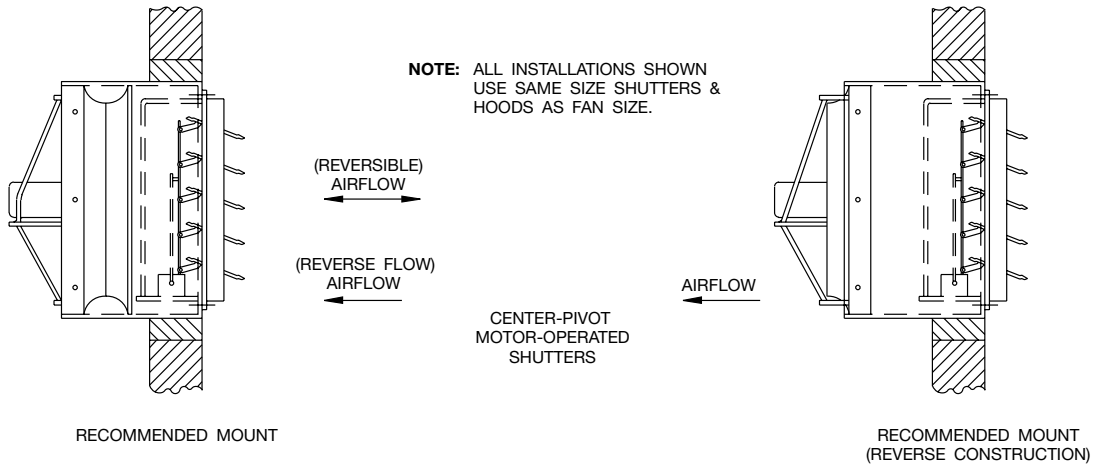 NOTE: ALL INSTALLATIONS SHOWN
USE SAME SIZE SHUTTERS &
HOODS AS FAN SIZE.
(REVERSIBLE)
AIRFLOW
(REVERSE FLOW)
AIRFLOW
AIRFLOW
CENTER-PIVOT
MOTOR-OPERATED
SHUTTERS
RECOMMENDED MOUNT
RECOMMENDED MOUNT
(REVERSE CONSTRUCTION)